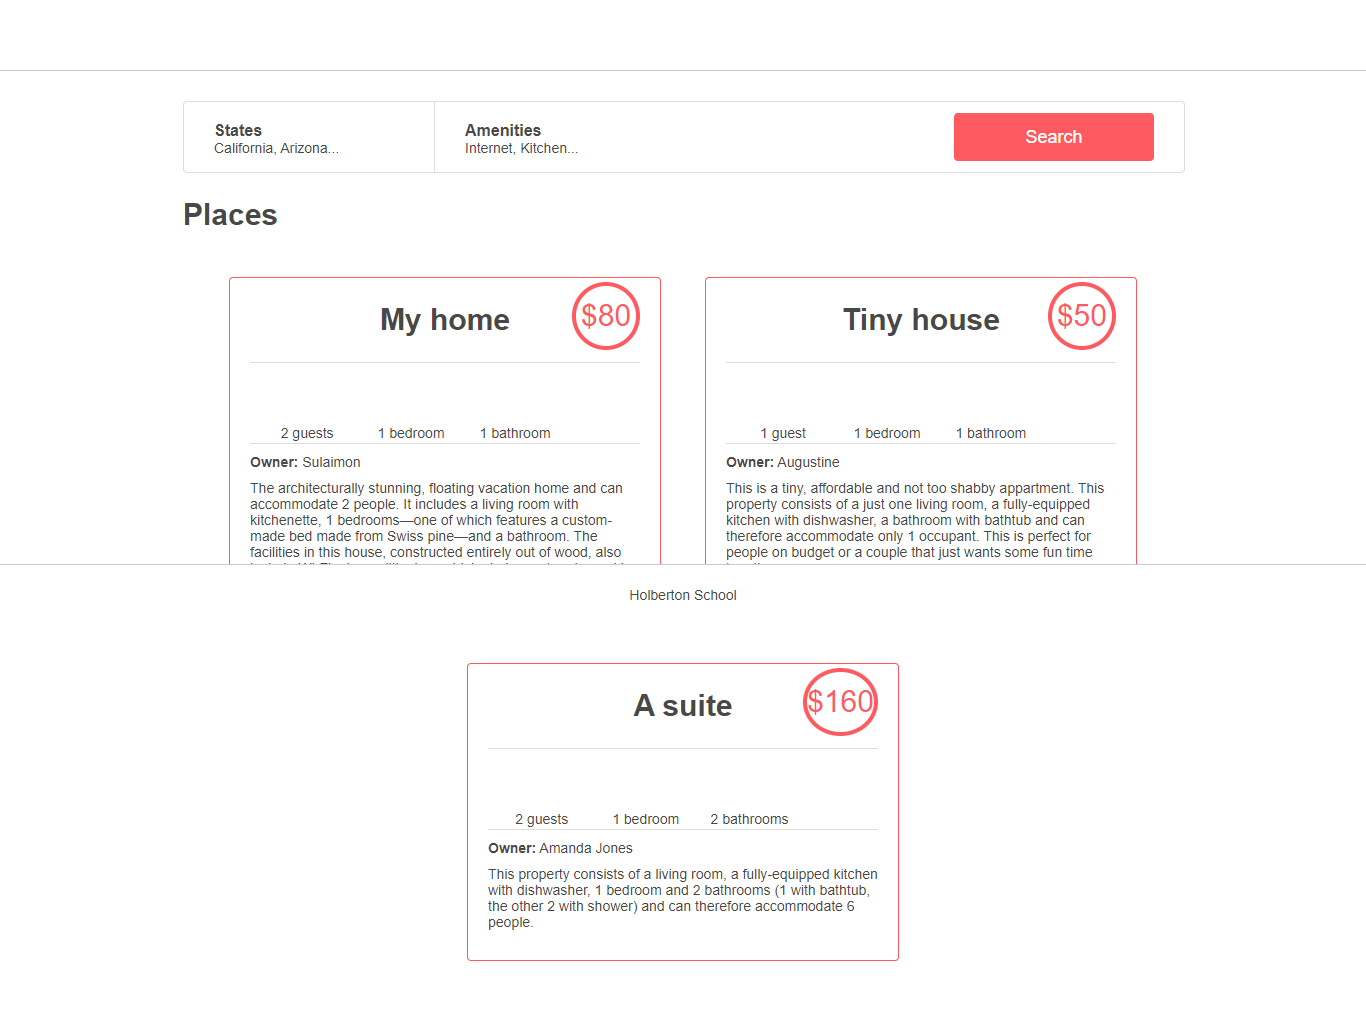 States
California, Arizona...
Amenities
Internet, Kitchen...
Search
Places
My home
$80
2 guests
1 bedroom
1 bathroom
Owner: Sulaimon
The architecturally stunning, floating vacation home and can
accommodate 2 people. It includes a living room with
kitchenette, 1 bedrooms—one of which features a custom-
made bed made from Swiss pine—and a bathroom. The
facilities in this house, constructed entirely out of wood, also
Tiny house
$50
1 guest
1 bedroom
1 bathroom
Owner: Augustine
This is a tiny, affordable and not too shabby appartment. This
property consists of a just one living room, a fully-equipped
kitchen with dishwasher, a bathroom with bathtub and can
therefore accommodate only 1 occupant. This is perfect for
people on budget or a couple that just wants some fun time
Holberton School
A suite
$160
2 guests
1 bedroom
2 bathrooms
Owner: Amanda Jones
This property consists of a living room, a fully-equipped kitchen
with dishwasher, 1 bedroom and 2 bathrooms (1 with bathtub,
the other 2 with shower) and can therefore accommodate 6
people.